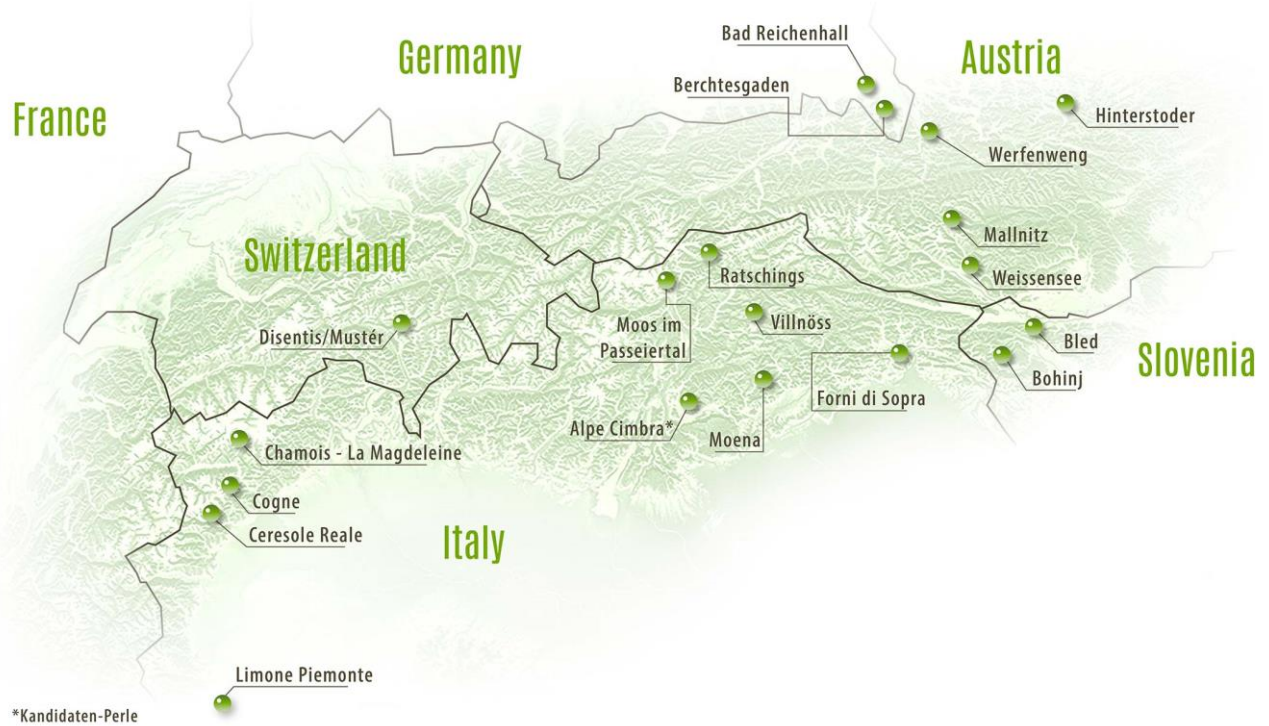 Bad Reichenhall
Germany
Austria
Berchtesgaden
France
Hinterstoder
Werfenweng
Switzerland
Mallnitz
Ratschings
Weissensee
Disentis/Mustér
Moos im
Passeiertal
Villnöss
Bled
Slovenia
Bohinj
Forni di Sopra
Alpe Cimbra*
Moena
Chamois - La Magdeleine
Cogne
Ceresole Reale
Italy
Limone Piemonte
*Kandidaten-Perle